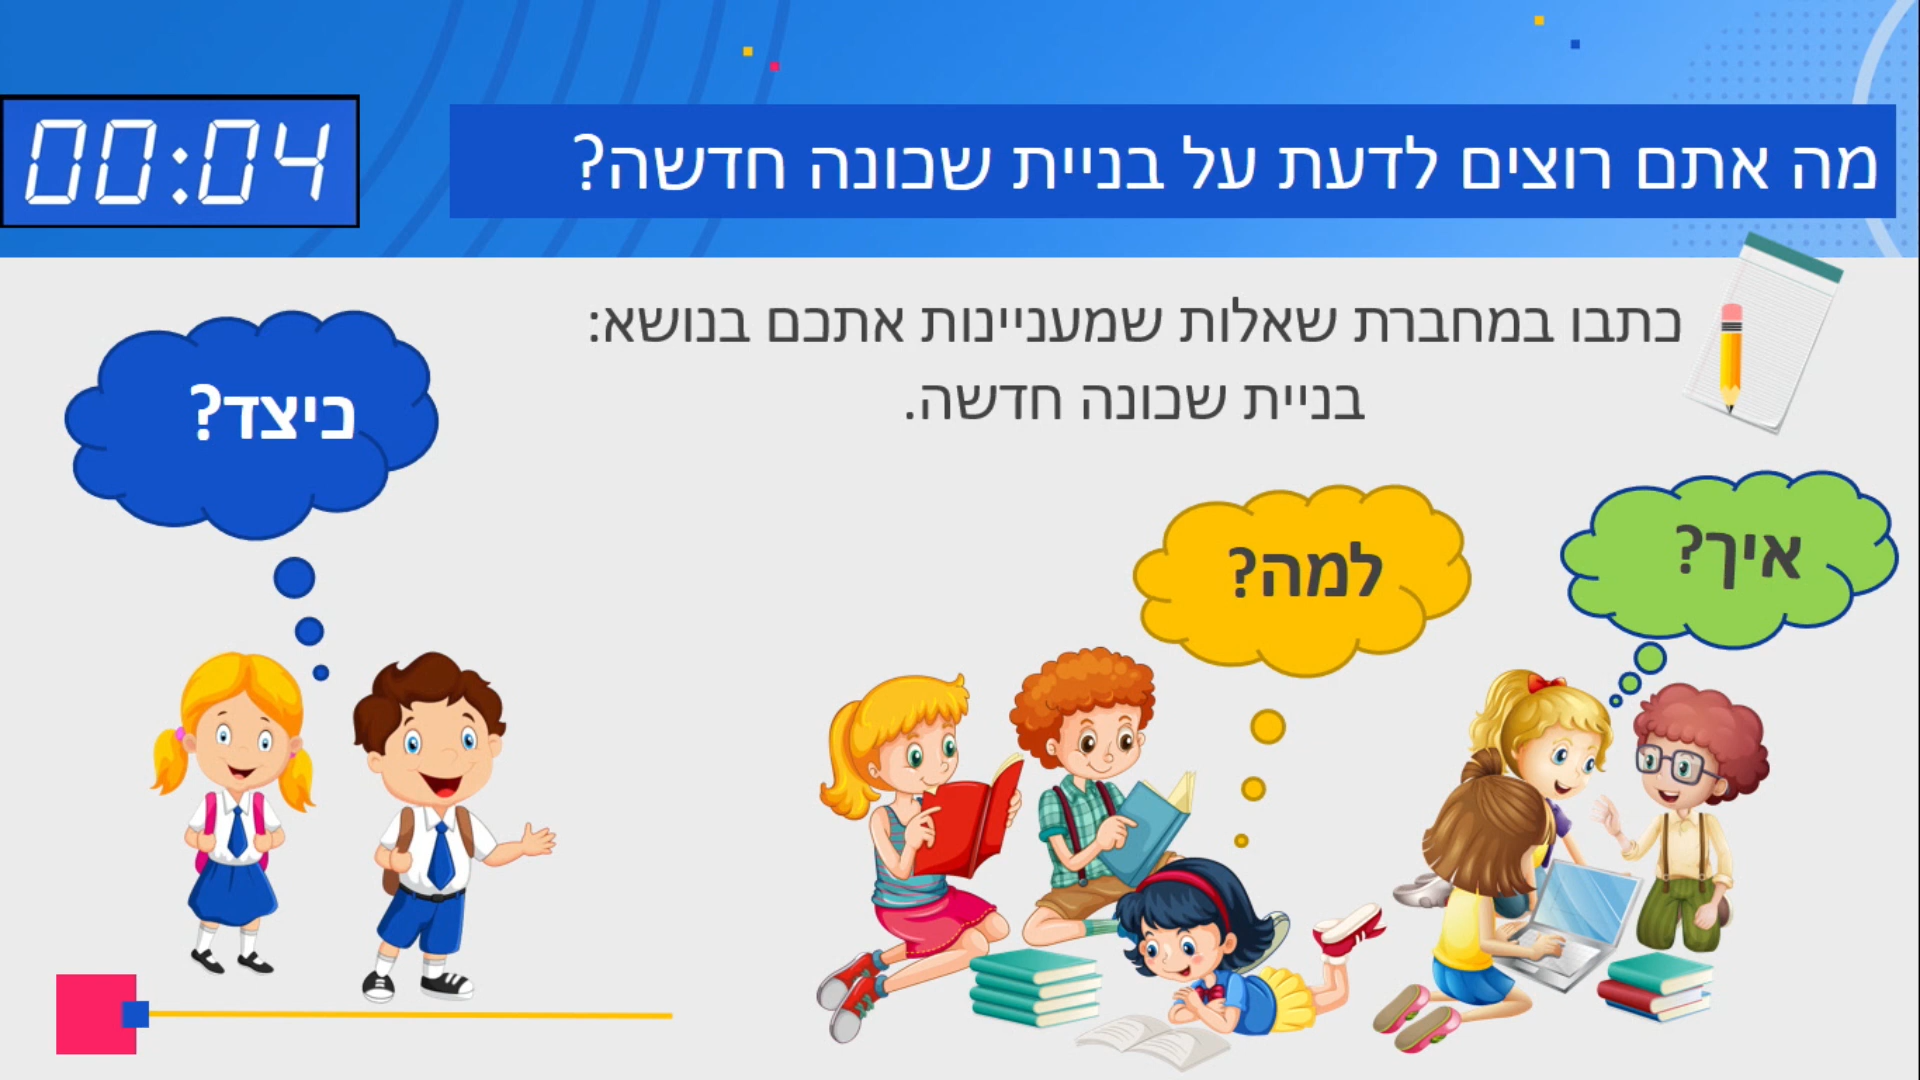 00:04
מה אתם רוצים לדעת על בניית שכונה חדשה?
כתבו במחברת שאלות שמעניינות אתכם בנושא:
בניית שכונה חדשה.
איך?
למה?
כיצד?